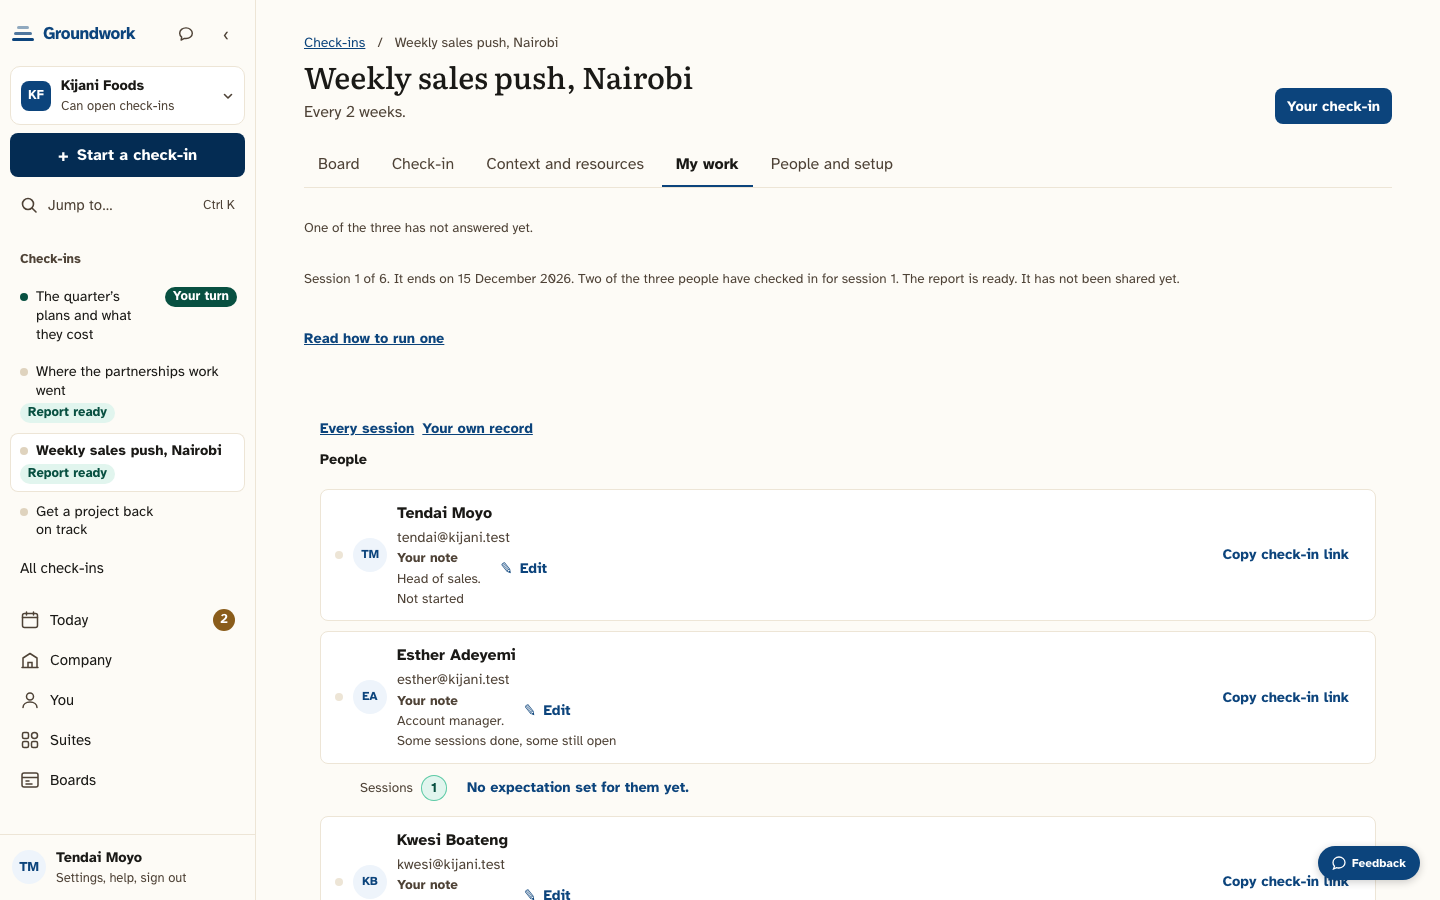 Groundwork
KF
Kijani Foods
Can open check-ins
+ Start a check-in
Jump to... Ctrl K
Check-ins
The quarter's plans and what they cost
Your turn
Where the partnerships work went
Report ready
Weekly sales push, Nairobi
Report ready
Get a project back on track
All check-ins
Today 2
Company
You
Suites
Boards
TM
Tendai Moyo
Settings, help, sign out
Check-ins / Weekly sales push, Nairobi
Weekly sales push, Nairobi
Every 2 weeks.
Your check-in
Board Check-in Context and resources My work People and setup
One of the three has not answered yet.
Session 1 of 6. It ends on 15 December 2026. Two of the three people have checked in for session 1. The report is ready. It has not been shared yet.
Read how to run one
Every session Your own record
People
TM
Tendai Moyo
tendai@kijani.test
Your note
Head of sales.
Edit
Not started
Copy check-in link
EA
Esther Adeyemi
esther@kijani.test
Your note
Account manager.
Edit
Some sessions done, some still open
Copy check-in link
Sessions 1 No expectation set for them yet.
KB
Kwesi Boateng
kwesi@kijani.test
Your note
Edit
Copy check-in link
Feedback